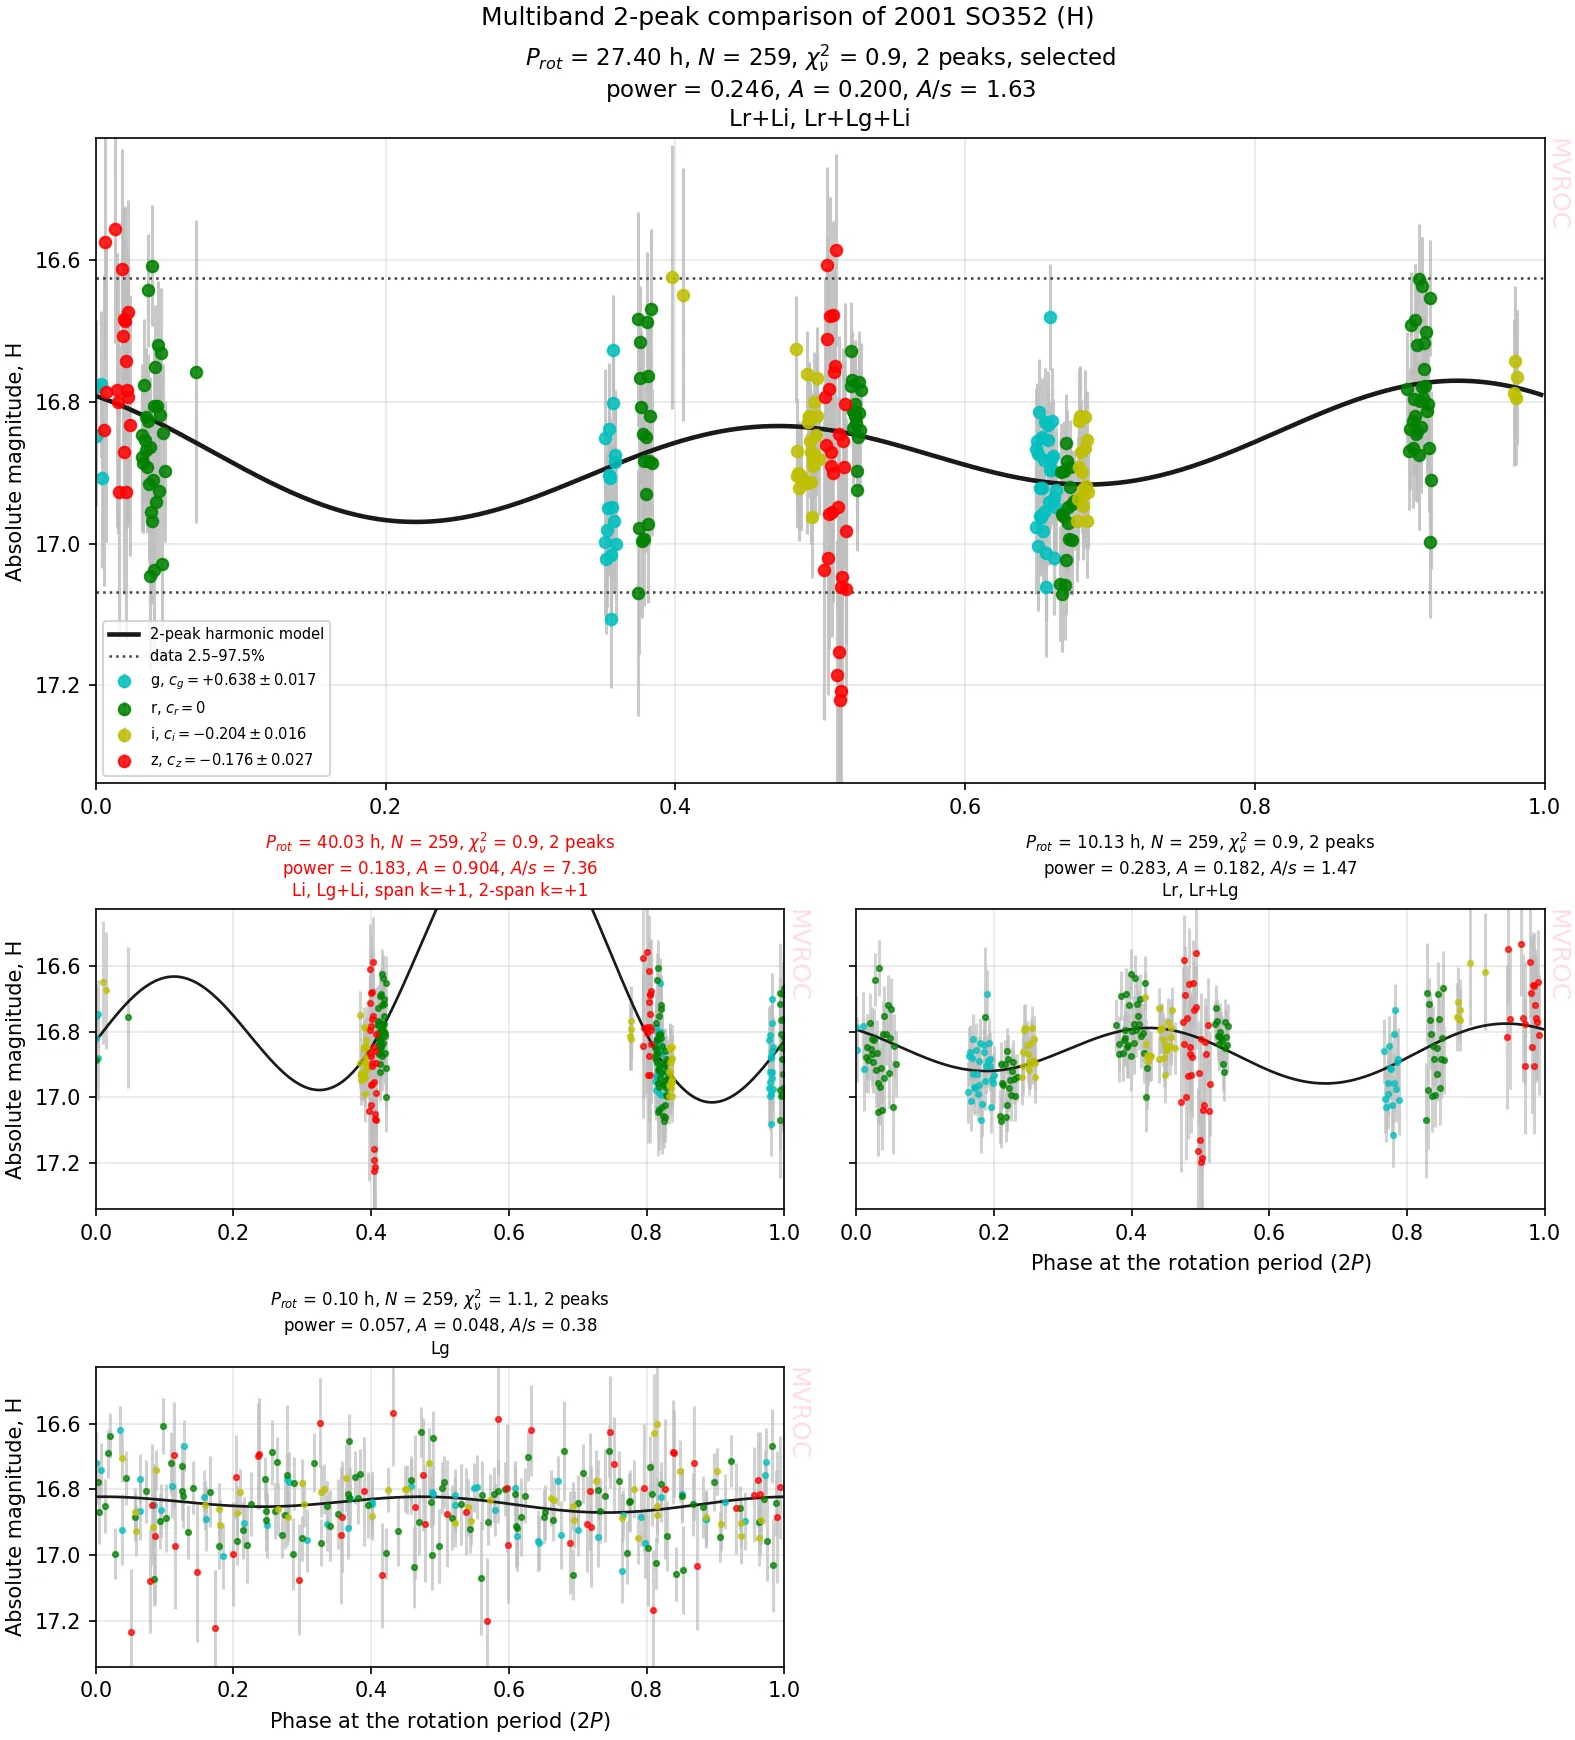 Multiband 2-peak comparison of 2001 SO352 (H)
P_rot = 27.40 h, N = 259, χ²_ν = 0.9, 2 peaks, selected
power = 0.246, A = 0.200, A/s = 1.63
Lr+Li, Lr+Lg+Li
MVROC
Absolute magnitude, H
16.6
16.8
17.0
17.2
2-peak harmonic model
data 2.5–97.5%
g, c_g = +0.638 ± 0.017
r, c_r = 0
i, c_i = −0.204 ± 0.016
z, c_z = −0.176 ± 0.027
0.0 0.2 0.4 0.6 0.8 1.0
P_rot = 40.03 h, N = 259, χ²_ν = 0.9, 2 peaks
power = 0.183, A = 0.904, A/s = 7.36
Li, Lg+Li, span k=+1, 2-span k=+1
MVROC
Absolute magnitude, H
16.6
16.8
17.0
17.2
0.0 0.2 0.4 0.6 0.8 1.0
P_rot = 10.13 h, N = 259, χ²_ν = 0.9, 2 peaks
power = 0.283, A = 0.182, A/s = 1.47
Lr, Lr+Lg
MVROC
0.0 0.2 0.4 0.6 0.8 1.0
Phase at the rotation period (2P)
P_rot = 0.10 h, N = 259, χ²_ν = 1.1, 2 peaks
power = 0.057, A = 0.048, A/s = 0.38
Lg
MVROC
Absolute magnitude, H
16.6
16.8
17.0
17.2
0.0 0.2 0.4 0.6 0.8 1.0
Phase at the rotation period (2P)